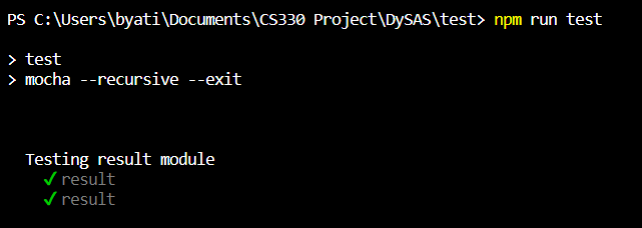 PS C:\Users\byati\Documents\CS330 Project\DySAS\test> npm run test
> test
> mocha --recursive --exit
Testing result module
✓ result
✓ result